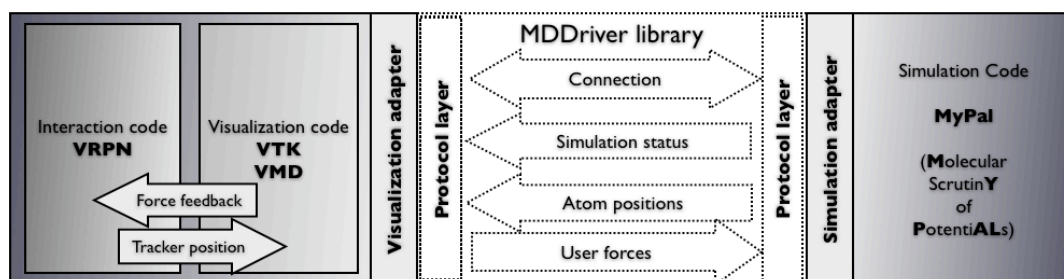 Interaction code
VRPN
Visualization code
VTK
VMD
Force feedback
Tracker position
Visualization adapter
Protocol layer
MDDriver library
Connection
Simulation status
Atom positions
User forces
Protocol layer
Simulation adapter
Simulation Code
MyPal
(Molecular
ScrutinY
of
PotentiALs)